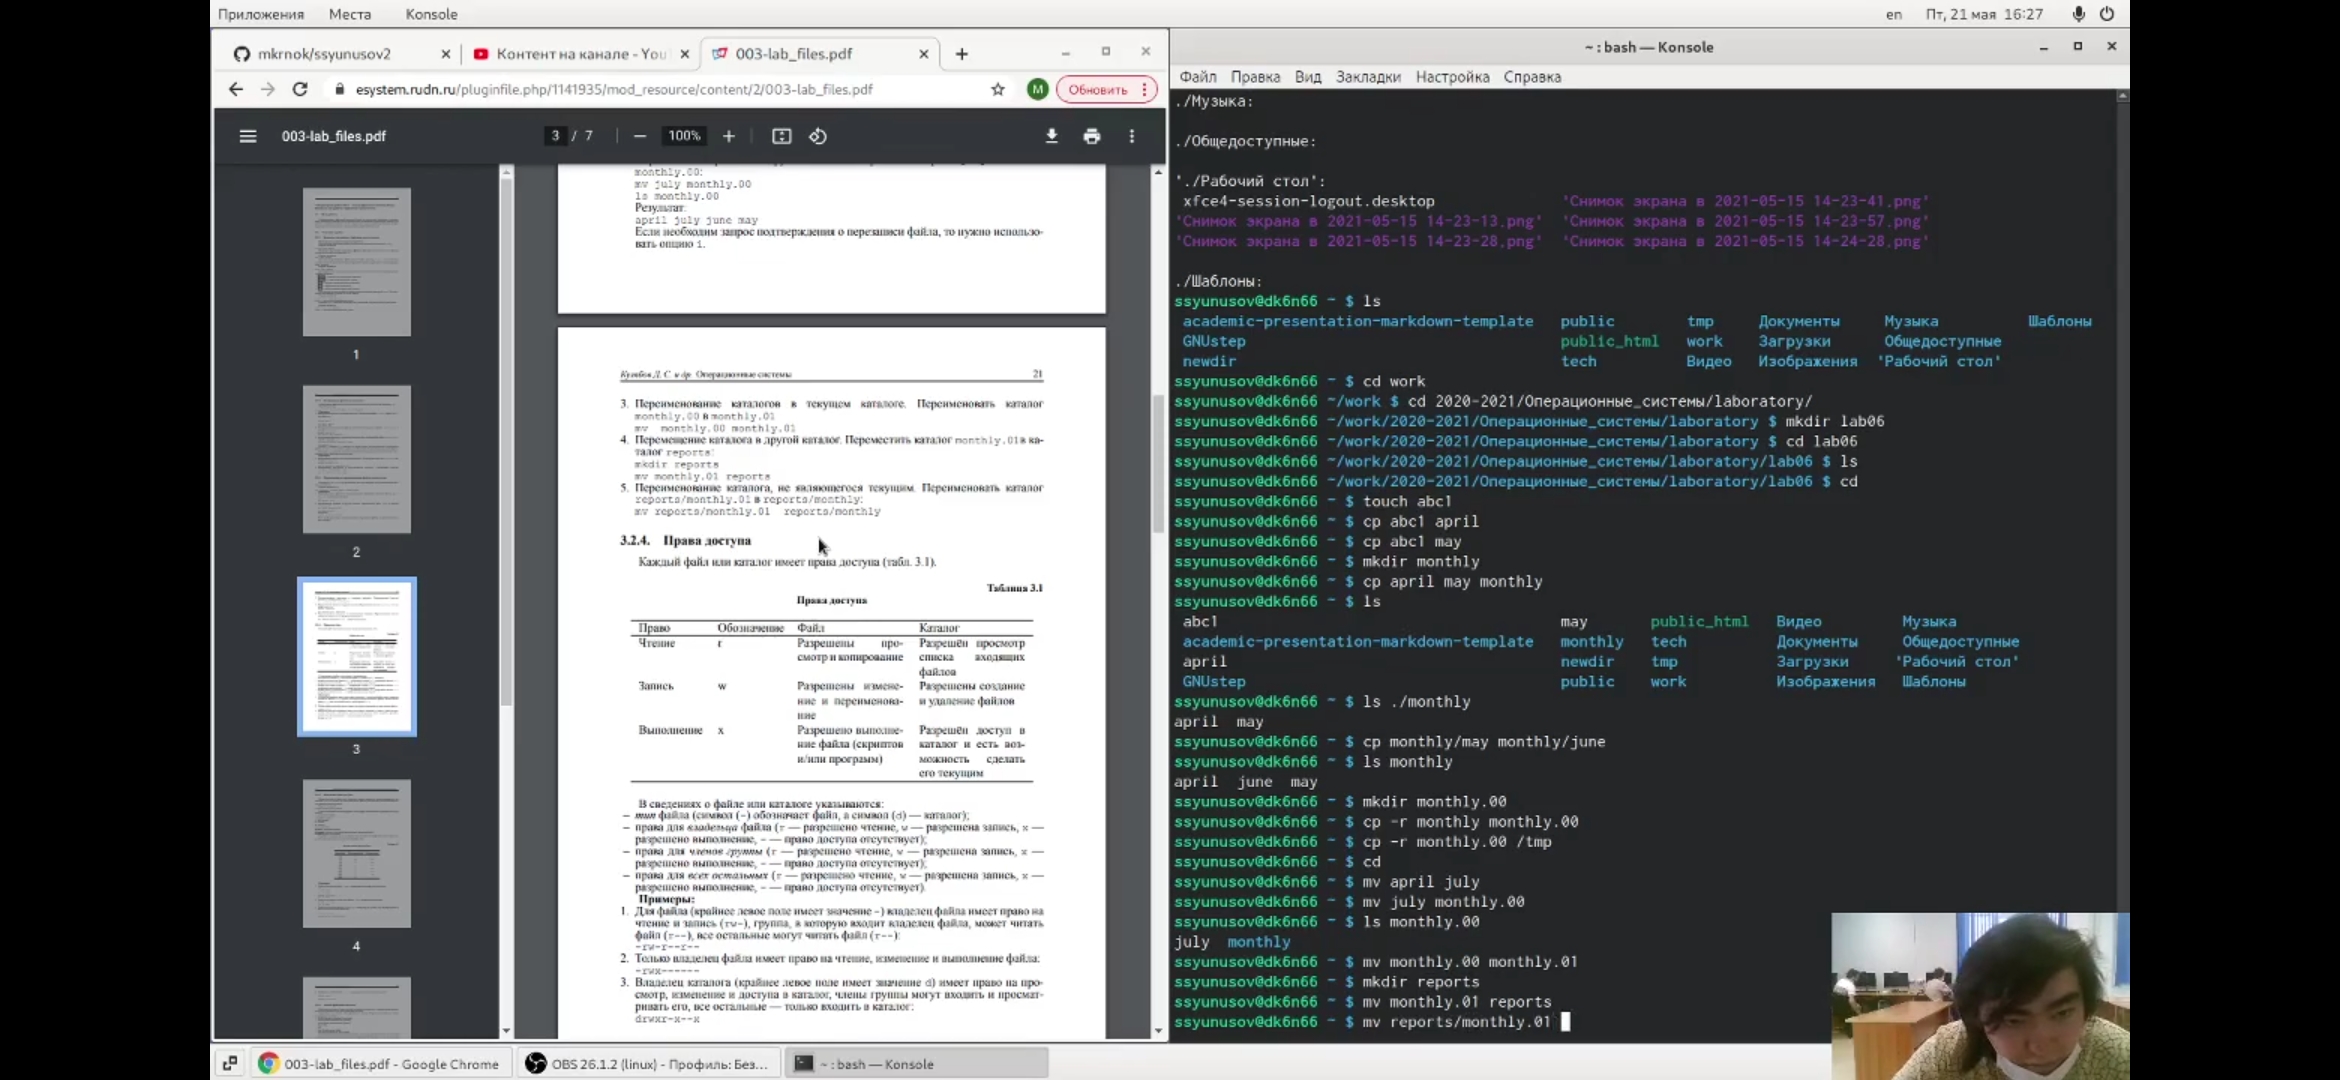 Приложения Места Konsole
en Пт, 21 мая 16:27
mkrnok/ssyunusov2
Контент на канале - You
003-lab_files.pdf
esystem.rudn.ru/pluginfile.php/1141935/mod_resource/content/2/003-lab_files.pdf
M
Обновить
003-lab_files.pdf
3 / 7
100%
1
2
3
4
monthly.00:
mv july monthly.00
ls monthly.00
Результат:
april july june may
Если необходим запрос подтверждения о перезаписи файла, то нужно использо-
вать опцию i.
Кулябов Д. С. и др. Операционные системы 21
3. Переименование каталогов в текущем каталоге. Переименовать каталог
monthly.00 в monthly.01
mv monthly.00 monthly.01
4. Перемещение каталога в другой каталог. Переместить каталог monthly.01 в ка-
талог reports:
mkdir reports
mv monthly.01 reports
5. Переименование каталога, не являющегося текущим. Переименовать каталог
reports/monthly.01 в reports/monthly:
mv reports/monthly.01 reports/monthly
3.2.4. Права доступа
Каждый файл или каталог имеет права доступа (табл. 3.1).
Таблица 3.1
Права доступа
Право Обозначение Файл Каталог
Чтение r Разрешены про- Разрешён просмотр
смотр и копирование списка входящих
файлов
Запись w Разрешены измене- Разрешены создание
ние и переименова- и удаление файлов
ние
Выполнение x Разрешено выполне- Разрешён доступ в
ние файла (скриптов каталог и есть воз-
и/или программ) можность сделать
его текущим
В сведениях о файле или каталоге указываются:
– тип файла (символ (-) обозначает файл, а символ (d) — каталог);
– права для владельца файла (r — разрешено чтение, w — разрешена запись, x —
разрешено выполнение, - — право доступа отсутствует);
– права для членов группы (r — разрешено чтение, w — разрешена запись, x —
разрешено выполнение, - — право доступа отсутствует);
– права для всех остальных (r — разрешено чтение, w — разрешена запись, x —
разрешено выполнение, - — право доступа отсутствует).
Примеры:
1. Для файла (крайнее левое поле имеет значение -) владелец файла имеет право на
чтение и запись (rw-), группа, в которую входит владелец файла, может читать
файл (r--), все остальные могут читать файл (r--):
-rw-r--r--
2. Только владелец файла имеет право на чтение, изменение и выполнение файла:
-rwx------
3. Владелец каталога (крайнее левое поле имеет значение d) имеет право на про-
смотр, изменение и доступа в каталог, члены группы могут входить и просмат-
ривать его, все остальные — только входить в каталог:
drwxr-x--x
~ : bash — Konsole
Файл Правка Вид Закладки Настройка Справка
./Музыка:
./Общедоступные:
'./Рабочий стол':
xfce4-session-logout.desktop 'Снимок экрана в 2021-05-15 14-23-41.png'
'Снимок экрана в 2021-05-15 14-23-13.png' 'Снимок экрана в 2021-05-15 14-23-57.png'
'Снимок экрана в 2021-05-15 14-23-28.png' 'Снимок экрана в 2021-05-15 14-24-28.png'
./Шаблоны:
ssyunusov@dk6n66 ~ $ ls
academic-presentation-markdown-template public tmp Документы Музыка Шаблоны
GNUstep public_html work Загрузки Общедоступные
newdir tech Видео Изображения 'Рабочий стол'
ssyunusov@dk6n66 ~ $ cd work
ssyunusov@dk6n66 ~/work $ cd 2020-2021/Операционные_системы/laboratory/
ssyunusov@dk6n66 ~/work/2020-2021/Операционные_системы/laboratory $ mkdir lab06
ssyunusov@dk6n66 ~/work/2020-2021/Операционные_системы/laboratory $ cd lab06
ssyunusov@dk6n66 ~/work/2020-2021/Операционные_системы/laboratory/lab06 $ ls
ssyunusov@dk6n66 ~/work/2020-2021/Операционные_системы/laboratory/lab06 $ cd
ssyunusov@dk6n66 ~ $ touch abc1
ssyunusov@dk6n66 ~ $ cp abc1 april
ssyunusov@dk6n66 ~ $ cp abc1 may
ssyunusov@dk6n66 ~ $ mkdir monthly
ssyunusov@dk6n66 ~ $ cp april may monthly
ssyunusov@dk6n66 ~ $ ls
abc1 may public_html Видео Музыка
academic-presentation-markdown-template monthly tech Документы Общедоступные
april newdir tmp Загрузки 'Рабочий стол'
GNUstep public work Изображения Шаблоны
ssyunusov@dk6n66 ~ $ ls ./monthly
april may
ssyunusov@dk6n66 ~ $ cp monthly/may monthly/june
ssyunusov@dk6n66 ~ $ ls monthly
april june may
ssyunusov@dk6n66 ~ $ mkdir monthly.00
ssyunusov@dk6n66 ~ $ cp -r monthly monthly.00
ssyunusov@dk6n66 ~ $ cp -r monthly.00 /tmp
ssyunusov@dk6n66 ~ $ cd
ssyunusov@dk6n66 ~ $ mv april july
ssyunusov@dk6n66 ~ $ mv july monthly.00
ssyunusov@dk6n66 ~ $ ls monthly.00
july monthly
ssyunusov@dk6n66 ~ $ mv monthly.00 monthly.01
ssyunusov@dk6n66 ~ $ mkdir reports
ssyunusov@dk6n66 ~ $ mv monthly.01 reports
ssyunusov@dk6n66 ~ $ mv reports/monthly.01
003-lab_files.pdf - Google Chrome
OBS 26.1.2 (linux) - Профиль: Без...
~ : bash — Konsole